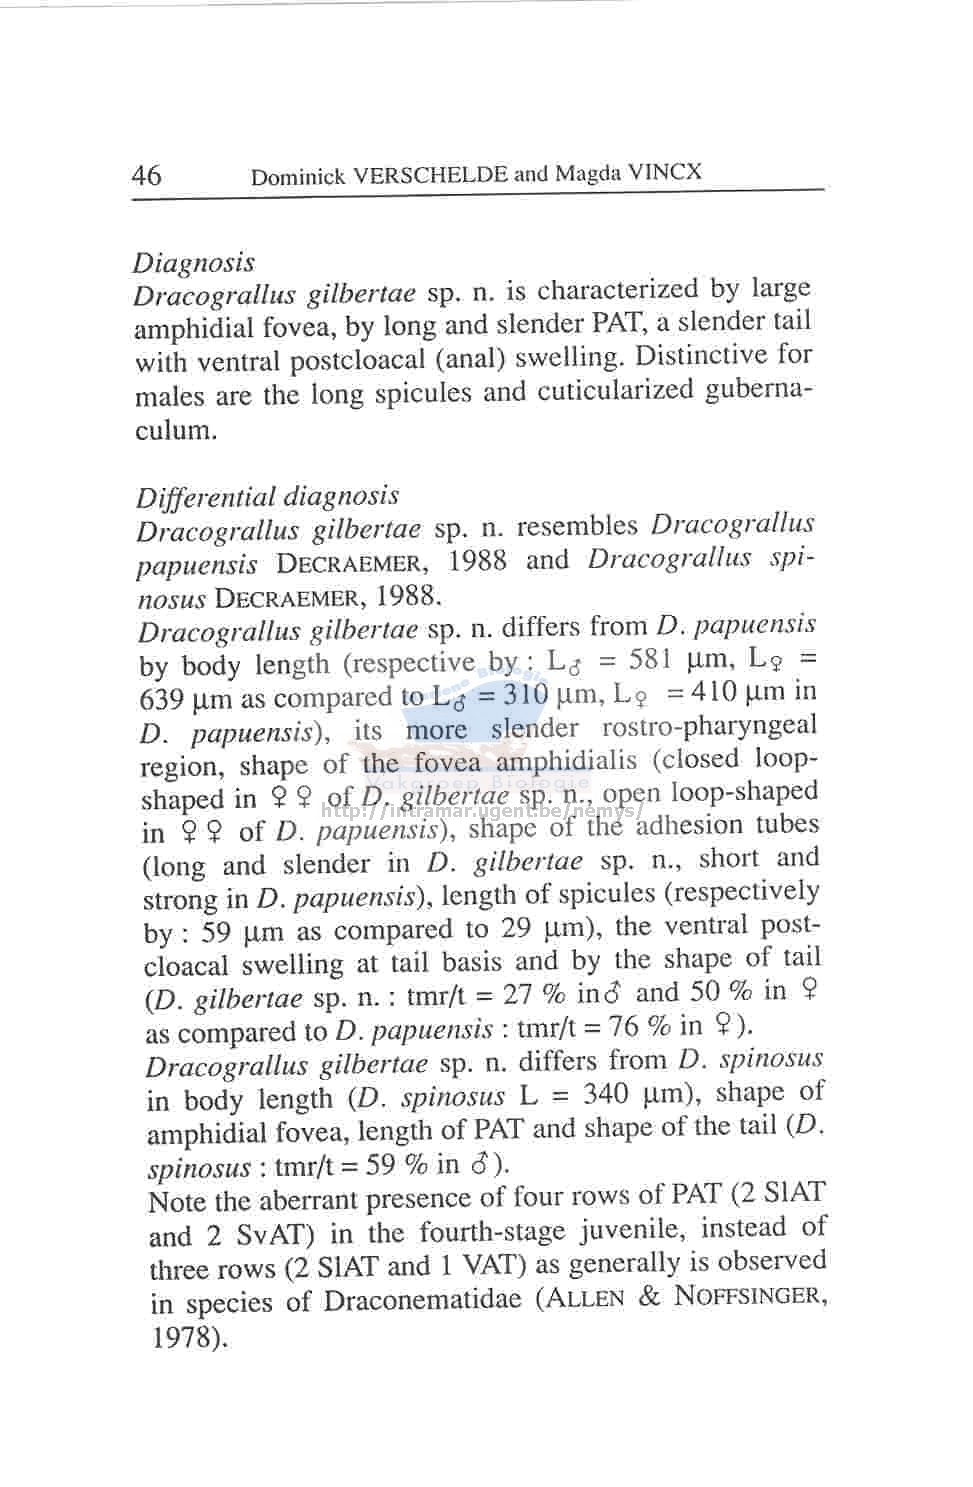 46 Dominick VERSCHELDE and Magda VINCX
Diagnosis
Dracograllus gilbertae sp. n. is characterized by large
amphidial fovea, by long and slender PAT, a slender tail
with ventral postcloacal (anal) swelling. Distinctive for
males are the long spicules and cuticularized guberna-
culum.
Differential diagnosis
Dracograllus gilbertae sp. n. resembles Dracograllus
papuensis DECRAEMER, 1988 and Dracograllus spi-
nosus DECRAEMER, 1988.
Dracograllus gilbertae sp. n. differs from D. papuensis
by body length (respective by : L♂ = 581 µm, L♀ =
639 µm as compared to L♂ = 310 µm, L♀ = 410 µm in
D. papuensis), its more slender rostro-pharyngeal
region, shape of the fovea amphidialis (closed loop-
shaped in ♀♀ of D. gilbertae sp. n., open loop-shaped
in ♀♀ of D. papuensis), shape of the adhesion tubes
(long and slender in D. gilbertae sp. n., short and
strong in D. papuensis), length of spicules (respectively
by : 59 µm as compared to 29 µm), the ventral post-
cloacal swelling at tail basis and by the shape of tail
(D. gilbertae sp. n. : tmr/t = 27 % in♂ and 50 % in ♀
as compared to D. papuensis : tmr/t = 76 % in ♀).
Dracograllus gilbertae sp. n. differs from D. spinosus
in body length (D. spinosus L = 340 µm), shape of
amphidial fovea, length of PAT and shape of the tail (D.
spinosus : tmr/t = 59 % in ♂).
Note the aberrant presence of four rows of PAT (2 SlAT
and 2 SvAT) in the fourth-stage juvenile, instead of
three rows (2 SlAT and 1 VAT) as generally is observed
in species of Draconematidae (ALLEN & NOFFSINGER,
1978).
Biologie
Vakgroep Biologie
http://intramar.ugent.be/nemys/